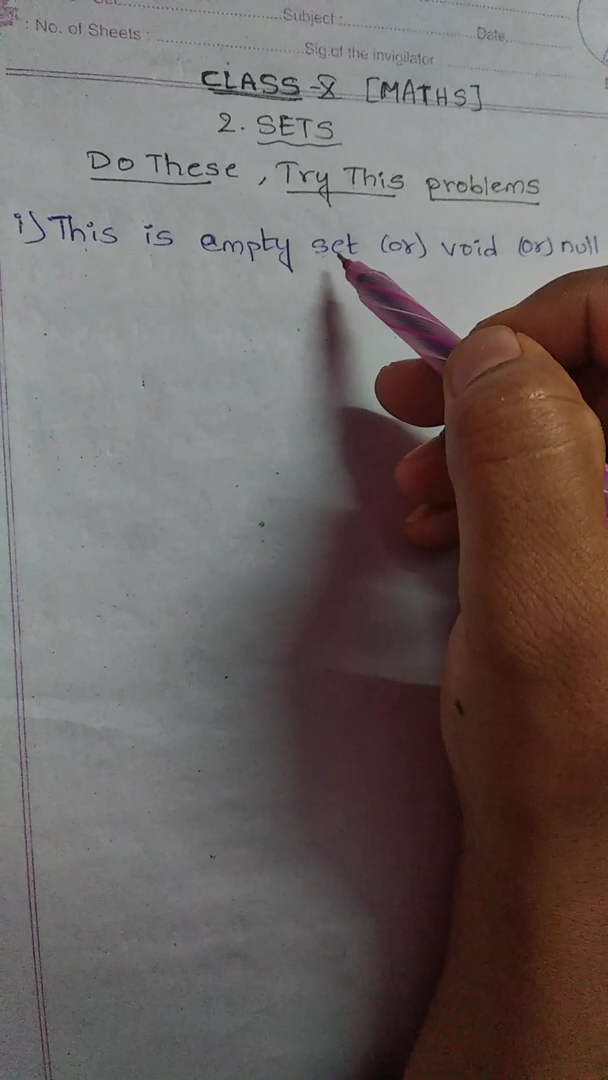 Subject :
Date
: No. of Sheets :
Sig.of the invigilator
CLASS-X [MATHS]
2. SETS
Do These, Try This problems
i) This is empty set (or) void (or) null